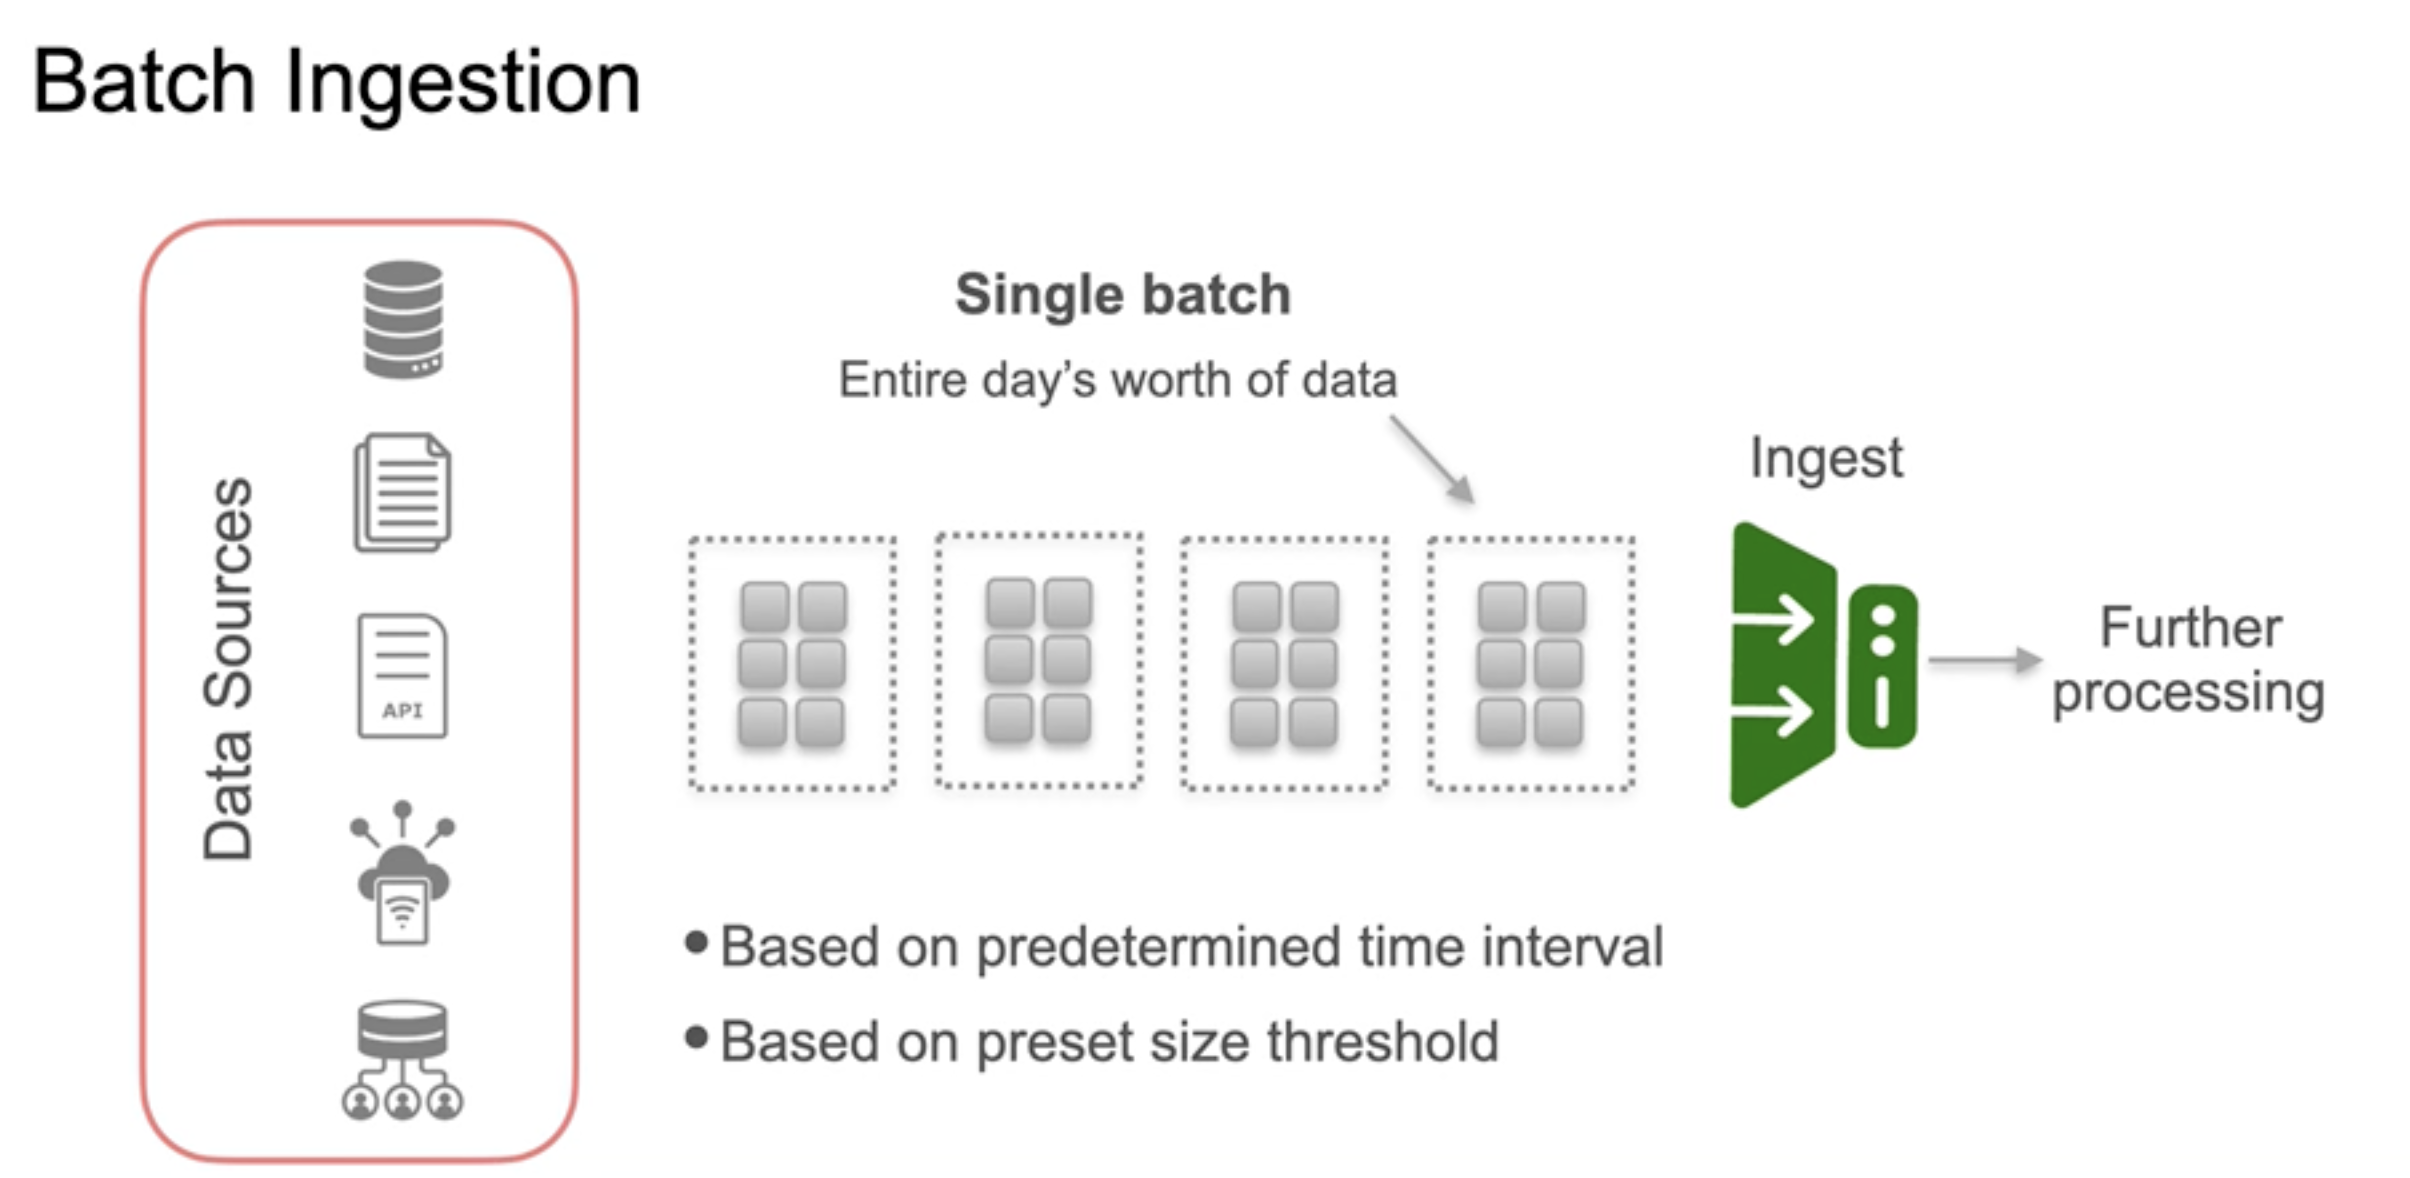 Batch Ingestion
Data Sources
API
Single batch
Entire day’s worth of data
Ingest
Further
processing
• Based on predetermined time interval
• Based on preset size threshold